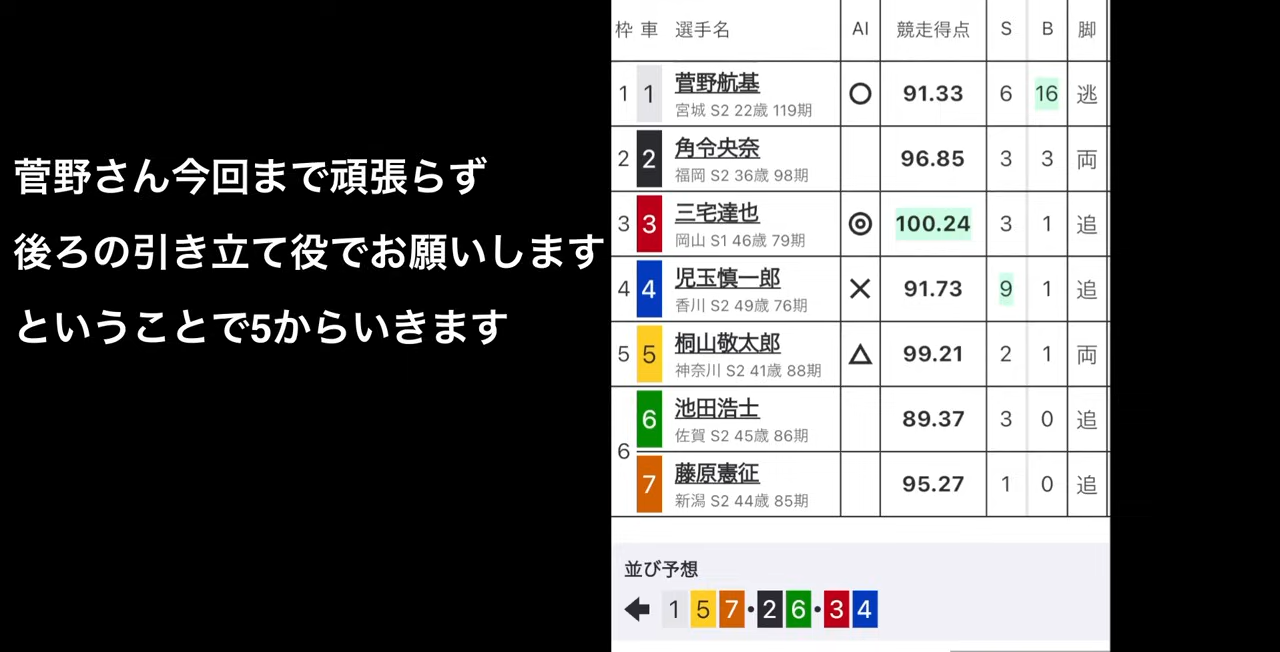 菅野さん今回まで頑張らず
後ろの引き立て役でお願いします
ということで5からいきます
枠 車 選手名 AI 競走得点 S B 脚
1 1 菅野航基 ○ 91.33 6 16 逃
宮城 S2 22歳 119期
2 2 角令央奈 96.85 3 3 両
福岡 S2 36歳 98期
3 3 三宅達也 ◎ 100.24 3 1 追
岡山 S1 46歳 79期
4 4 児玉慎一郎 × 91.73 9 1 追
香川 S2 49歳 76期
5 5 桐山敬太郎 △ 99.21 2 1 両
神奈川 S2 41歳 88期
6 6 池田浩士 89.37 3 0 追
佐賀 S2 45歳 86期
7 藤原憲征 95.27 1 0 追
新潟 S2 44歳 85期
並び予想
← 1 5 7 • 2 6 • 3 4